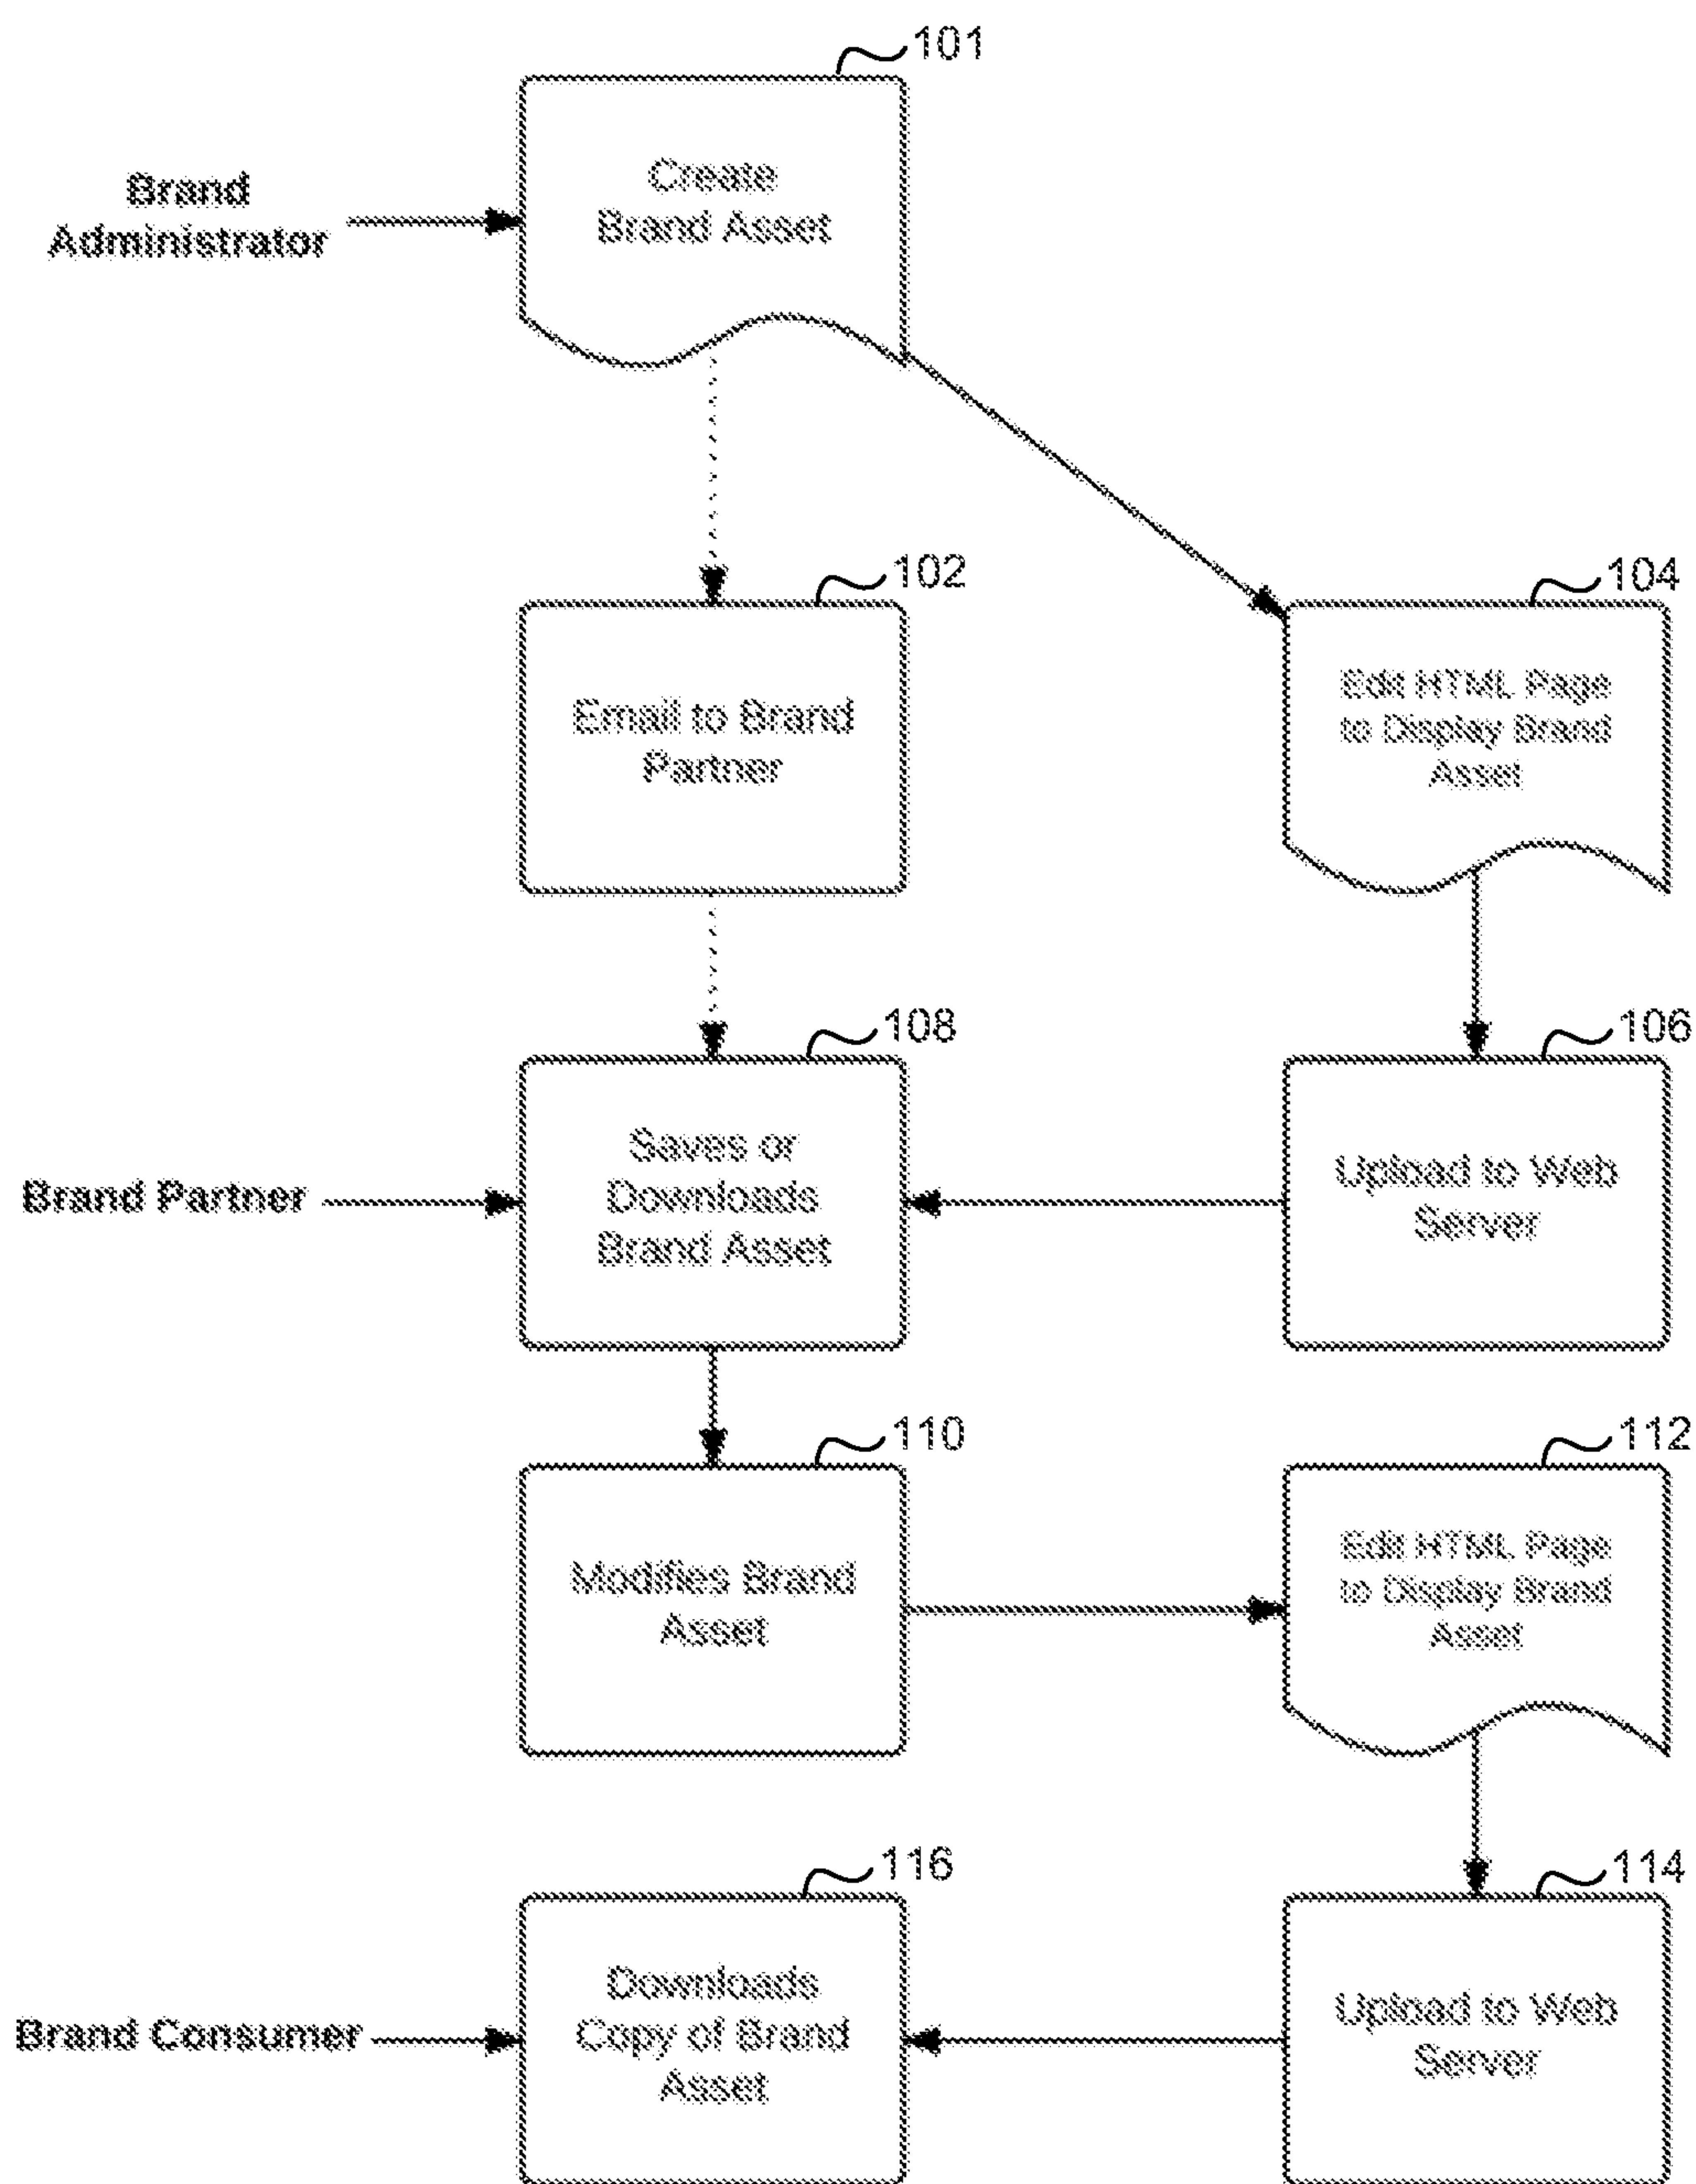 101
Brand
Administrator
Create
Brand Asset
102
Email to Brand
Partner
104
Edit HTML Page
to Display Brand
Asset
108
Brand Partner
Saves or
Downloads
Brand Asset
106
Upload to Web
Server
110
Modifies Brand
Asset
112
Edit HTML Page
to Display Brand
Asset
116
Brand Consumer
Downloads
Copy of Brand
Asset
114
Upload to Web
Server